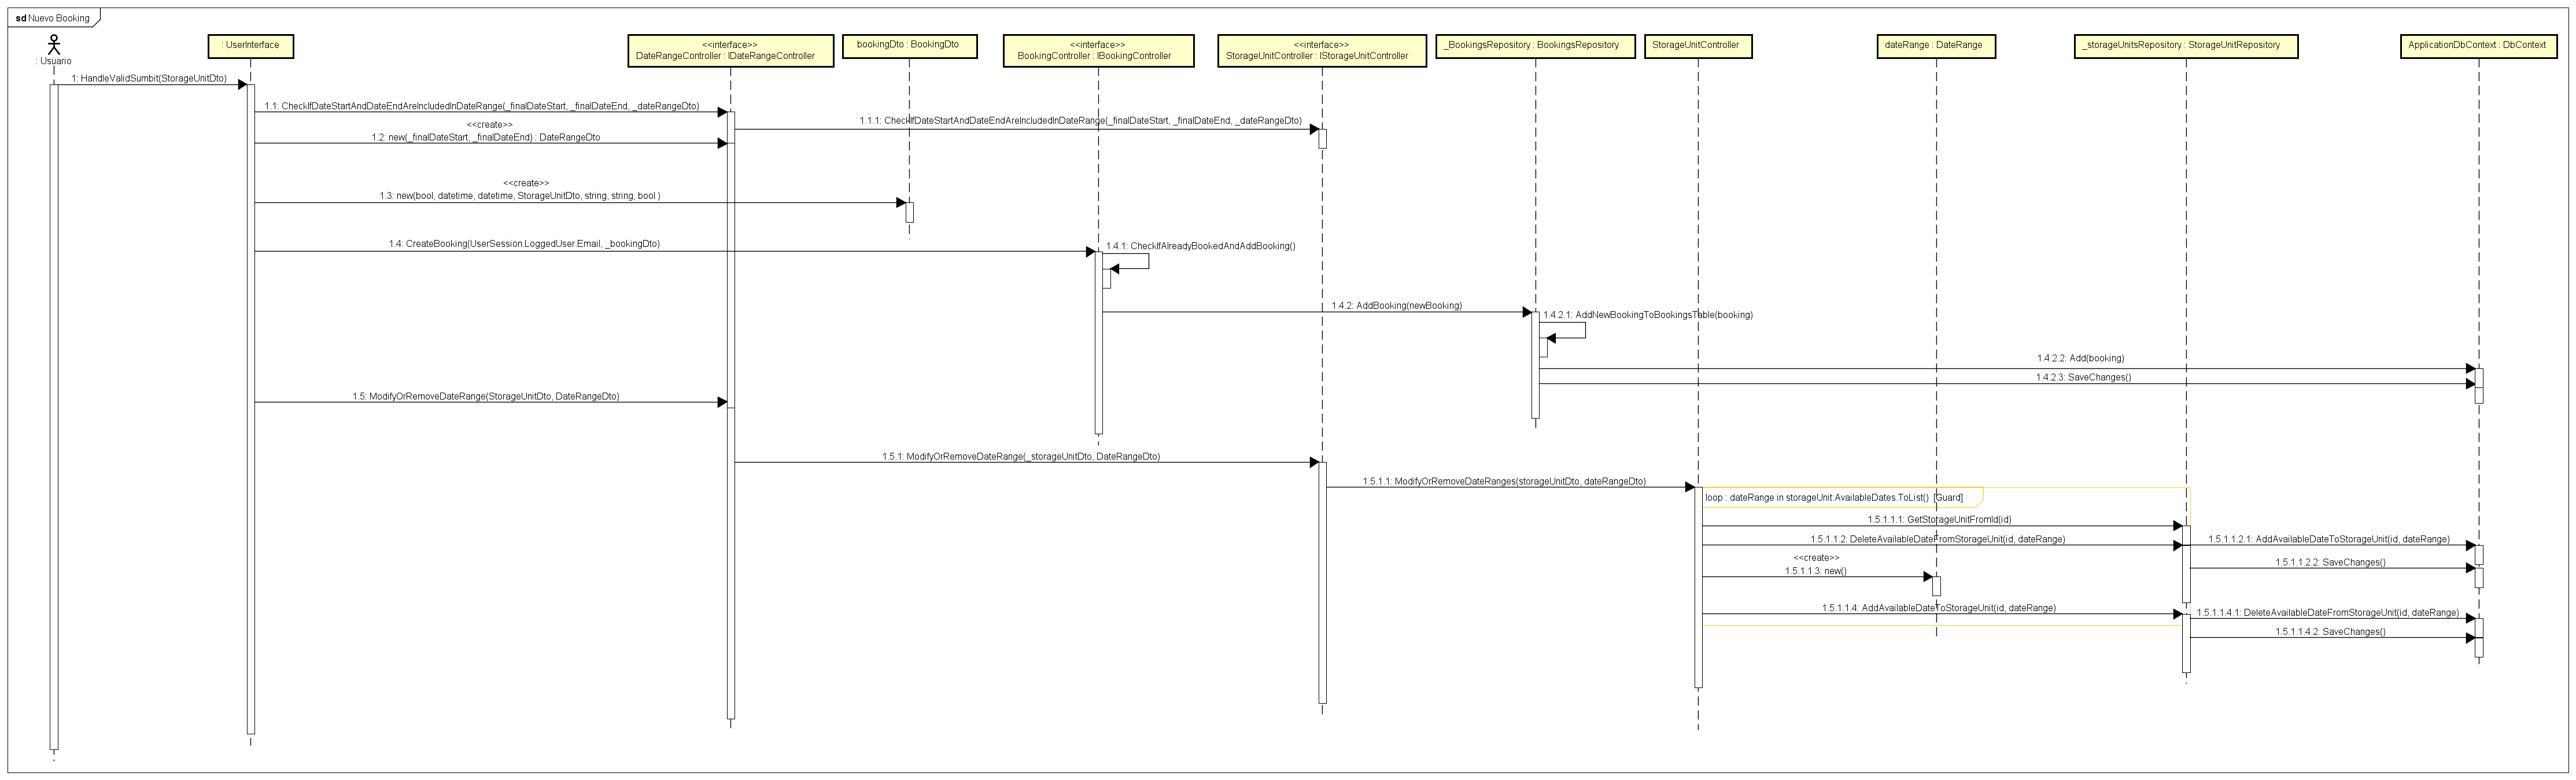 sd Nuevo Booking
: Usuario
: UserInterface
<<interface>>
DateRangeController : IDateRangeController
bookingDto : BookingDto
<<interface>>
BookingController : IBookingController
<<interface>>
StorageUnitController : IStorageUnitController
_BookingsRepository : BookingsRepository
StorageUnitController
dateRange : DateRange
_storageUnitsRepository : StorageUnitRepository
ApplicationDbContext : DbContext
1: HandleValidSumbit(StorageUnitDto)
1.1: CheckIfDateStartAndDateEndAreIncludedInDateRange(_finalDateStart, _finalDateEnd, _dateRangeDto)
1.1.1: CheckIfDateStartAndDateEndAreIncludedInDateRange(_finalDateStart, _finalDateEnd, _dateRangeDto)
<<create>>
1.2: new(_finalDateStart, _finalDateEnd) : DateRangeDto
<<create>>
1.3: new(bool, datetime, datetime, StorageUnitDto, string, string, bool )
1.4: CreateBooking(UserSession.LoggedUser.Email, _bookingDto)
1.4.1: CheckIfAlreadyBookedAndAddBooking()
1.4.2: AddBooking(newBooking)
1.4.2.1: AddNewBookingToBookingsTable(booking)
1.4.2.2: Add(booking)
1.4.2.3: SaveChanges()
1.5: ModifyOrRemoveDateRange(StorageUnitDto, DateRangeDto)
1.5.1: ModifyOrRemoveDateRange(_storageUnitDto, DateRangeDto)
1.5.1.1: ModifyOrRemoveDateRanges(storageUnitDto, dateRangeDto)
loop : dateRange in storageUnit.AvailableDates.ToList() [Guard]
1.5.1.1.1: GetStorageUnitFromId(id)
1.5.1.1.2: DeleteAvailableDateFromStorageUnit(id, dateRange)
1.5.1.1.2.1: AddAvailableDateToStorageUnit(id, dateRange)
<<create>>
1.5.1.1.2.2: SaveChanges()
1.5.1.1.3: new()
1.5.1.1.4: AddAvailableDateToStorageUnit(id, dateRange)
1.5.1.1.4.1: DeleteAvailableDateFromStorageUnit(id, dateRange)
1.5.1.1.4.2: SaveChanges()